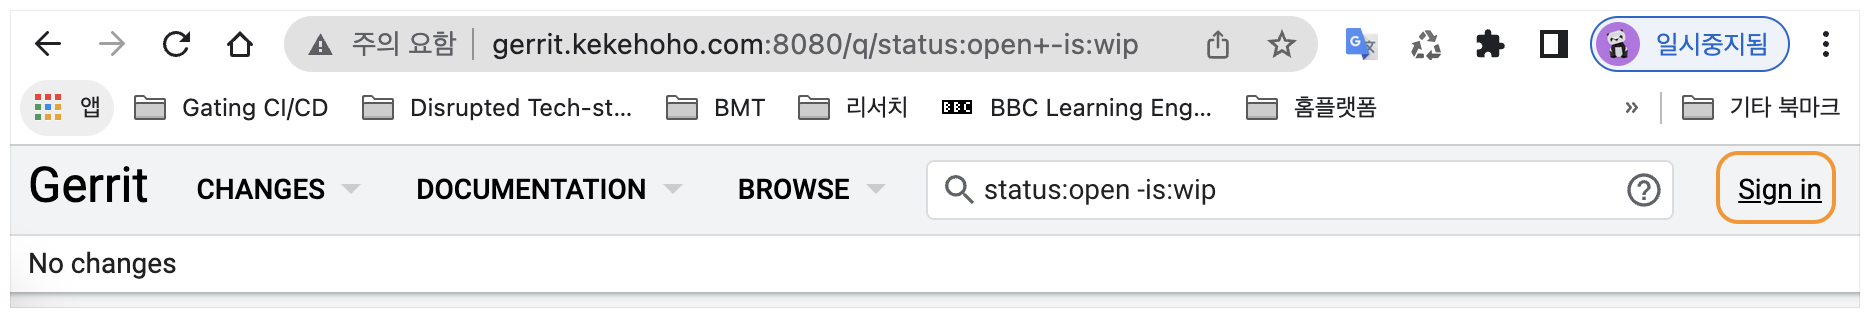 주의 요함 gerrit.kekehoho.com:8080/q/status:open+-is:wip 일시중지됨
앱 Gating CI/CD Disrupted Tech-st... BMT 리서치 BBC BBC Learning Eng... 홈플랫폼 » 기타 북마크
Gerrit CHANGES DOCUMENTATION BROWSE status:open -is:wip Sign in
No changes